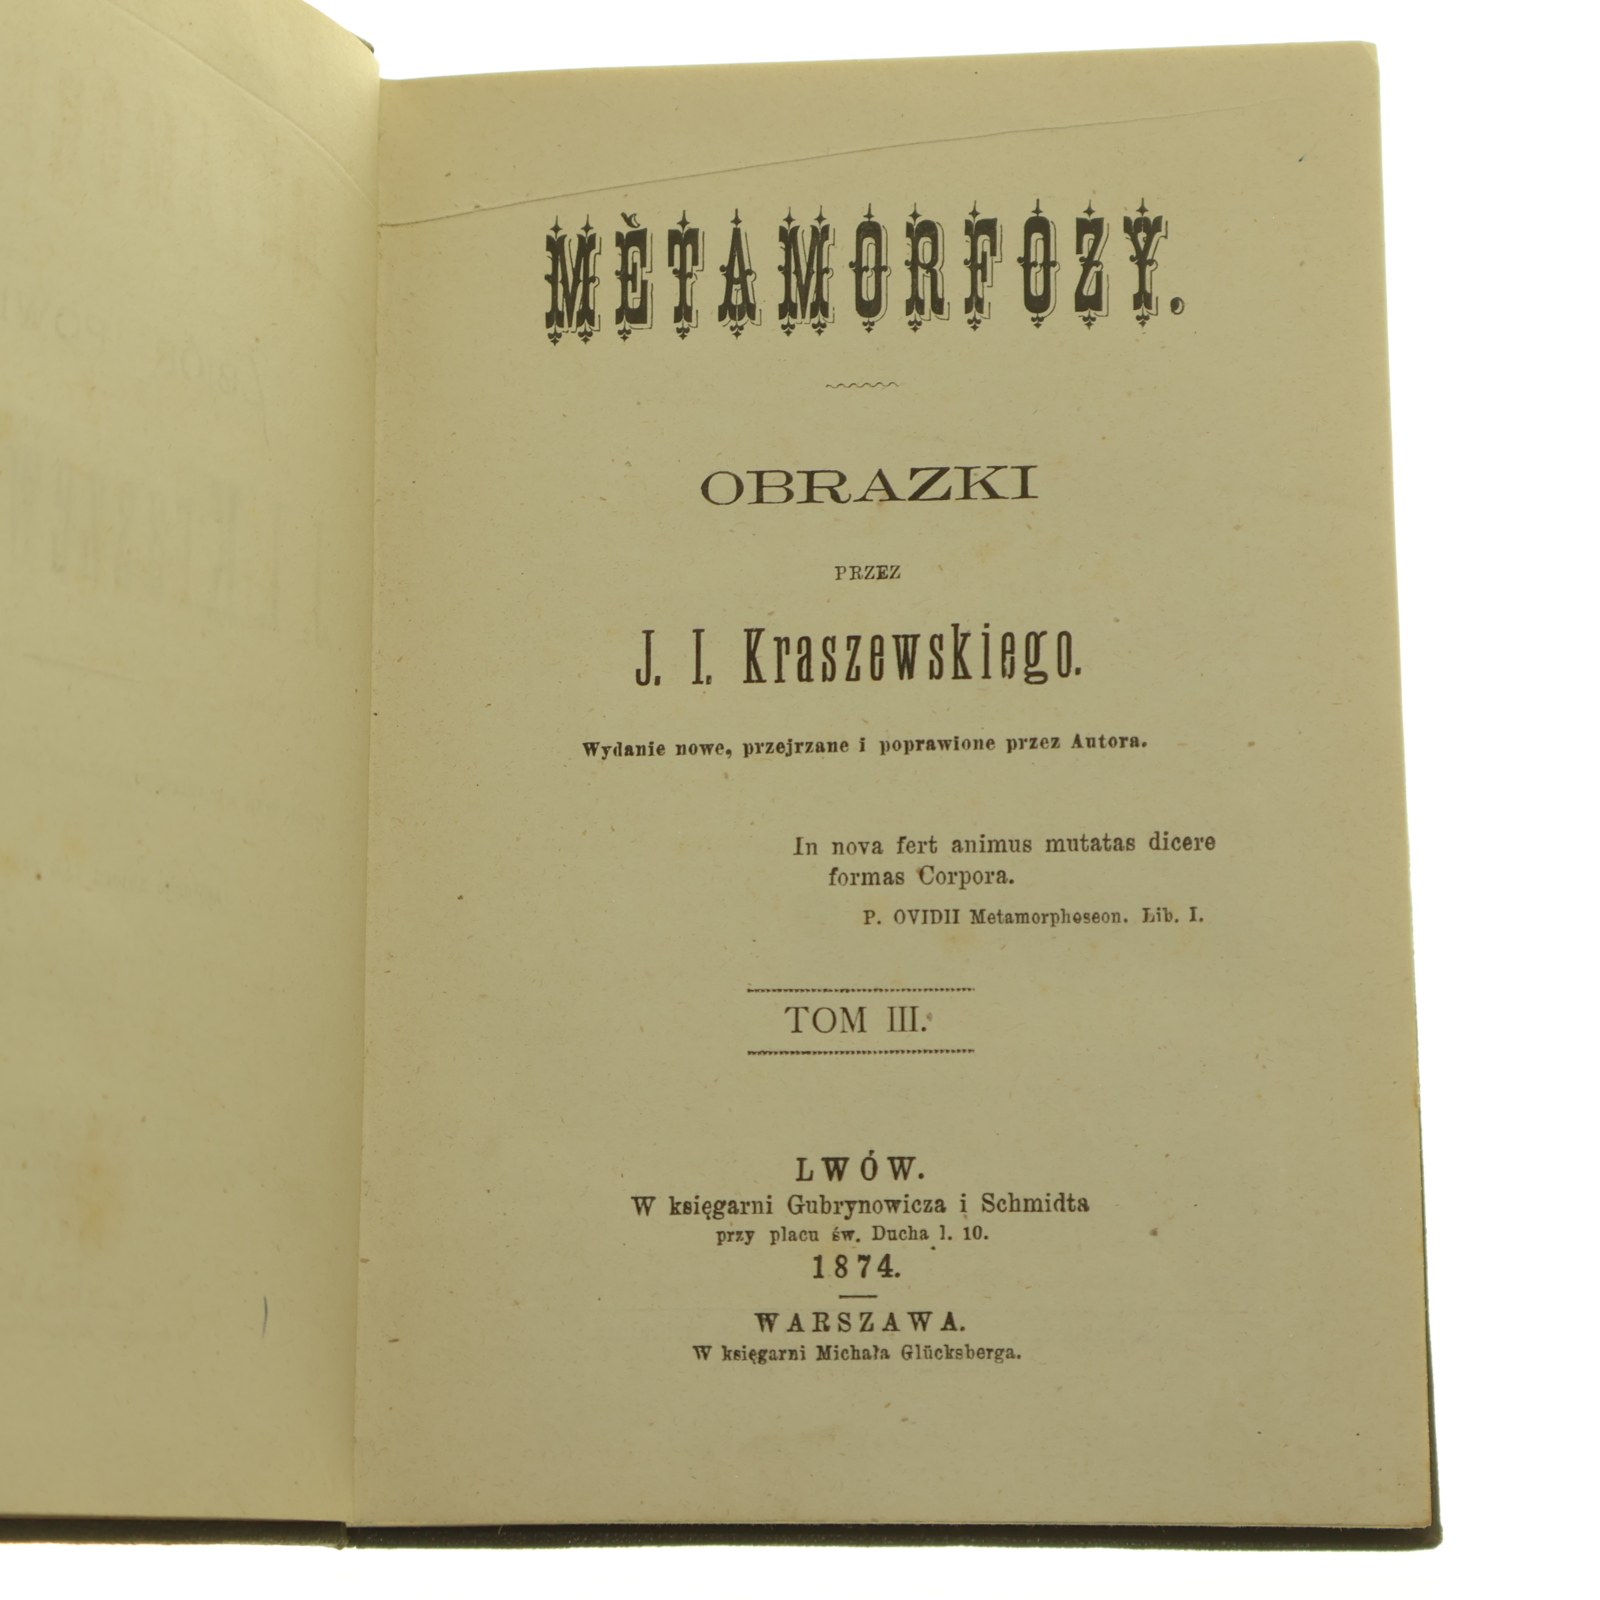 METAMORFOZY.
OBRAZKI
PRZEZ
J. I. Kraszewskiego.
Wydanie nowe, przejrzane i poprawione przez Autora.
In nova fert animus mutatas dicere
formas Corpora.
P. OVIDII Metamorphoseon. Lib. I.
TOM III.
LWÓW.
W księgarni Gubrynowicza i Schmidta
przy placu św. Ducha l. 10.
1874.
WARSZAWA.
W księgarni Michała Glücksberga.